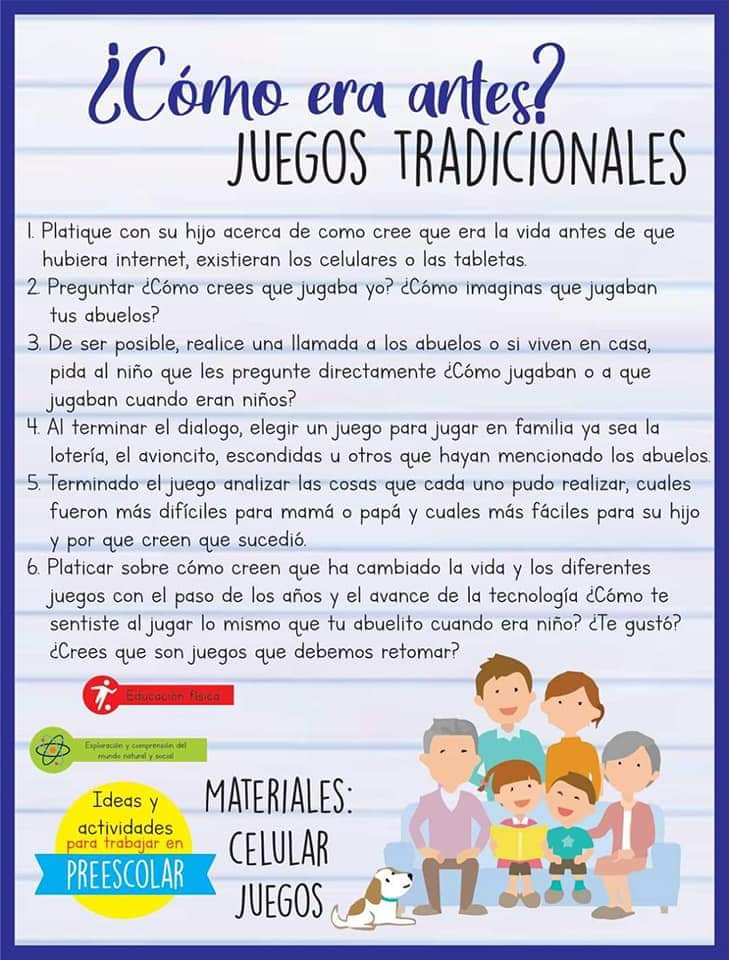 ¿Cómo era antes?
JUEGOS TRADICIONALES
1. Platique con su hijo acerca de como cree que era la vida antes de que
hubiera internet, existieran los celulares o las tabletas.
2. Preguntar ¿Cómo crees que jugaba yo? ¿Cómo imaginas que jugaban
tus abuelos?
3. De ser posible, realice una llamada a los abuelos o si viven en casa,
pida al niño que les pregunte directamente ¿Cómo jugaban o a que
jugaban cuando eran niños?
4. Al terminar el dialogo, elegir un juego para jugar en familia ya sea la
lotería, el avioncito, escondidas u otros que hayan mencionado los abuelos.
5. Terminado el juego analizar las cosas que cada uno pudo realizar, cuales
fueron más difíciles para mamá o papá y cuales más fáciles para su hijo
y por que creen que sucedió.
6. Platicar sobre cómo creen que ha cambiado la vida y los diferentes
juegos con el paso de los años y el avance de la tecnología ¿Cómo te
sentiste al jugar lo mismo que tu abuelito cuando era niño? ¿Te gustó?
¿Crees que son juegos que debemos retomar?
Educación física
Exploración y comprensión del
mundo natural y social
Ideas y
actividades
para trabajar en
PREESCOLAR
MATERIALES:
CELULAR
JUEGOS